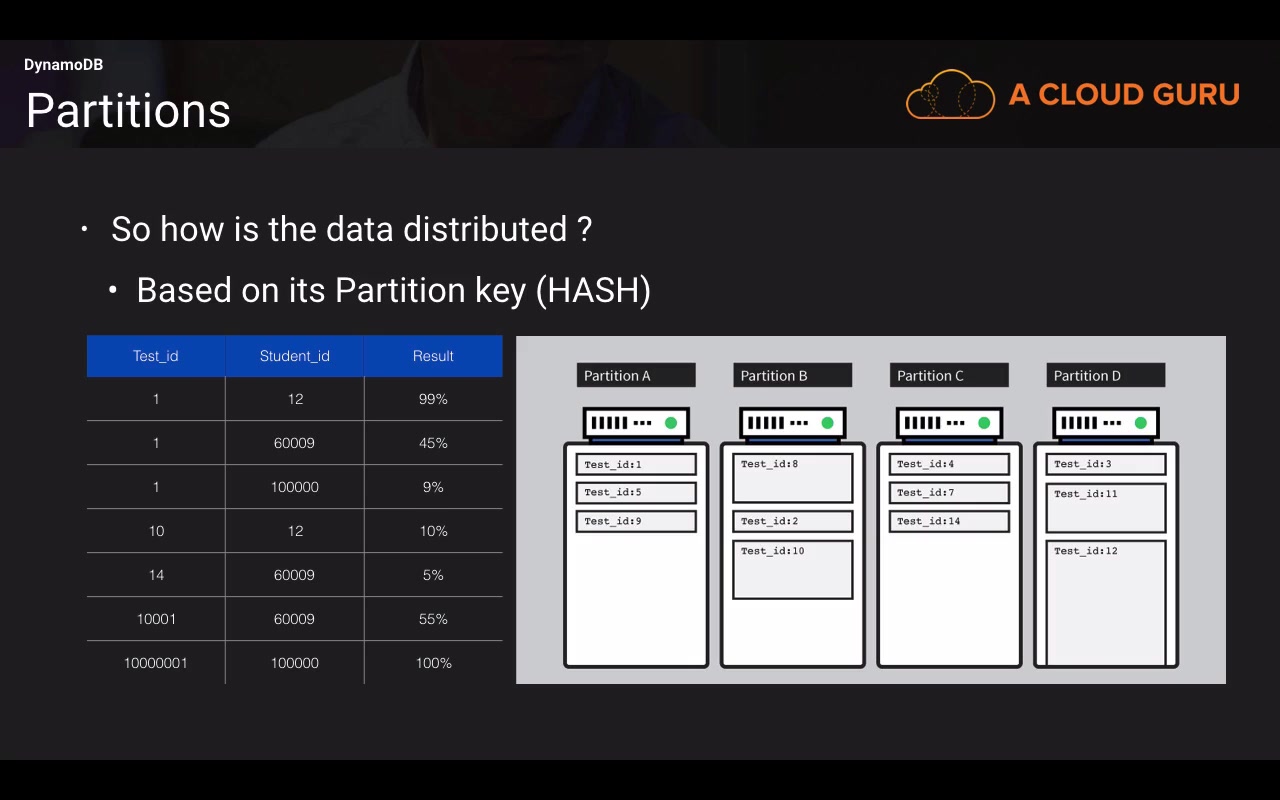 DynamoDB
Partitions
A CLOUD GURU
• So how is the data distributed ?
• Based on its Partition key (HASH)
Test_id Student_id Result
1 12 99%
1 60009 45%
1 100000 9%
10 12 10%
14 60009 5%
10001 60009 55%
10000001 100000 100%
Partition A Partition B Partition C Partition D
Test_id:1
Test_id:5
Test_id:9
Test_id:8
Test_id:2
Test_id:10
Test_id:4
Test_id:7
Test_id:14
Test_id:3
Test_id:11
Test_id:12